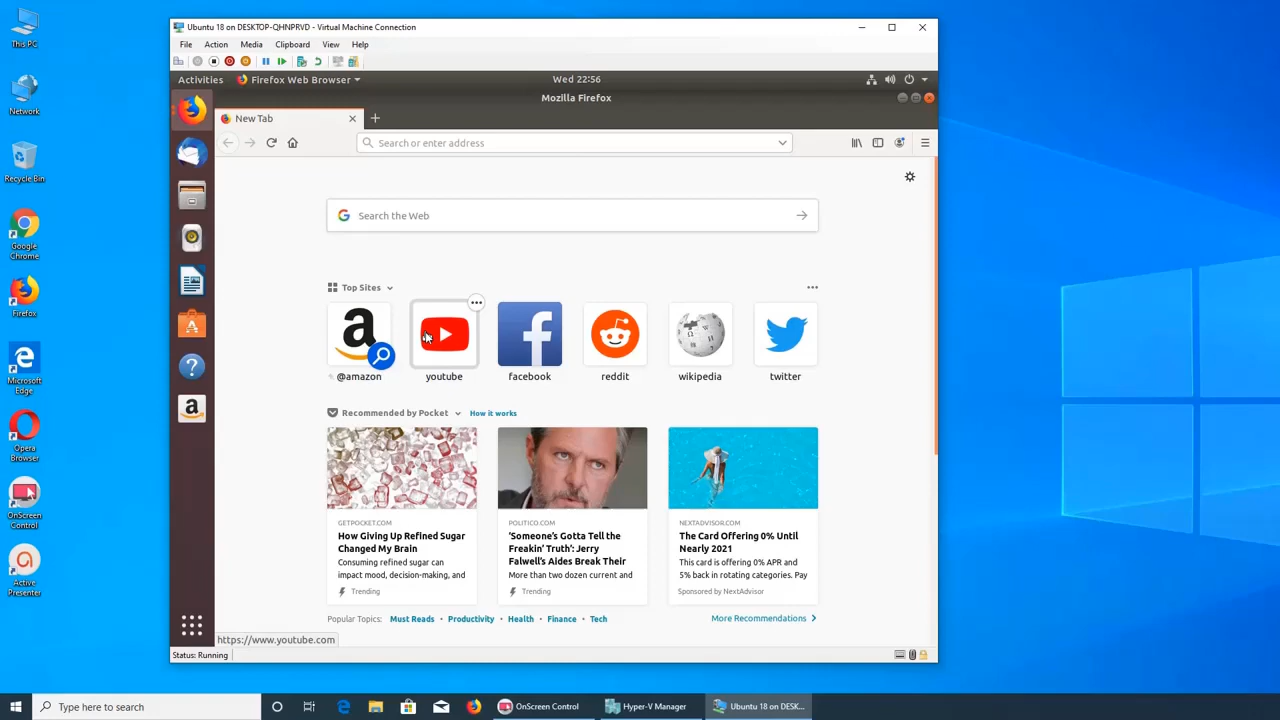 This PC
Network
Recycle Bin
Google
Chrome
Firefox
Microsoft
Edge
Opera
Browser
OnScreen
Control
Active
Presenter
Ubuntu 18 on DESKTOP-QHNPRVD - Virtual Machine Connection
File Action Media Clipboard View Help
Activities Firefox Web Browser Wed 22:56
Mozilla Firefox
New Tab
Search or enter address
Search the Web
Top Sites
@amazon youtube facebook reddit wikipedia twitter
Recommended by Pocket How it works
GETPOCKET.COM
How Giving Up Refined Sugar
Changed My Brain
Consuming refined sugar can
impact mood, decision-making, and
Trending
POLITICO.COM
‘Someone’s Gotta Tell the
Freakin’ Truth’: Jerry
Falwell’s Aides Break Their
More than two dozen current and
Trending
NEXTADVISOR.COM
The Card Offering 0% Until
Nearly 2021
This card is offering 0% APR and
5% back in rotating categories. Pay
Sponsored by NextAdvisor
Popular Topics: Must Reads · Productivity · Health · Finance · Tech More Recommendations
https://www.youtube.com
Status: Running
Type here to search OnScreen Control Hyper-V Manager Ubuntu 18 on DESK...